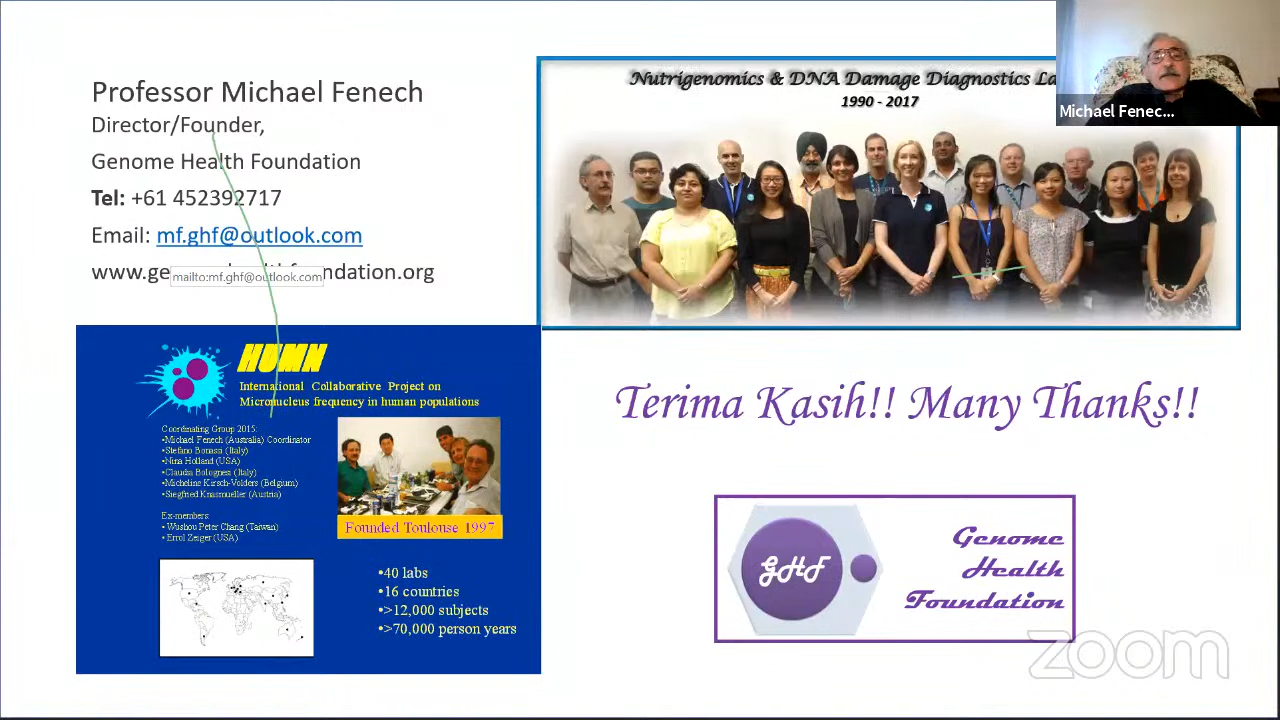 Professor Michael Fenech
Director/Founder,
Genome Health Foundation
Tel: +61 452392717
Email: mf.ghf@outlook.com
www.ge
mailto:mf.ghf@outlook.com
ndation.org
Nutrigenomics & DNA Damage Diagnostics La
1990 - 2017
Michael Fenec...
HUMN
International Collaborative Project on
Micronucleus frequency in human populations
Coordinating Group 2015:
•Michael Fenech (Australia) Coordinator
•Stefano Bonassi (Italy)
•Nina Holland (USA)
•Claudia Bolognesi (Italy)
•Micheline Kirsch-Volders (Belgium)
•Siegfried Knasmueller (Austria)
Ex-members:
• Wushou Peter Chang (Taiwan)
• Errol Zeiger (USA)
Founded Toulouse 1997
•40 labs
•16 countries
•>12,000 subjects
•>70,000 person years
Terima Kasih!! Many Thanks!!
GHF
Genome
Health
Foundation
zoom